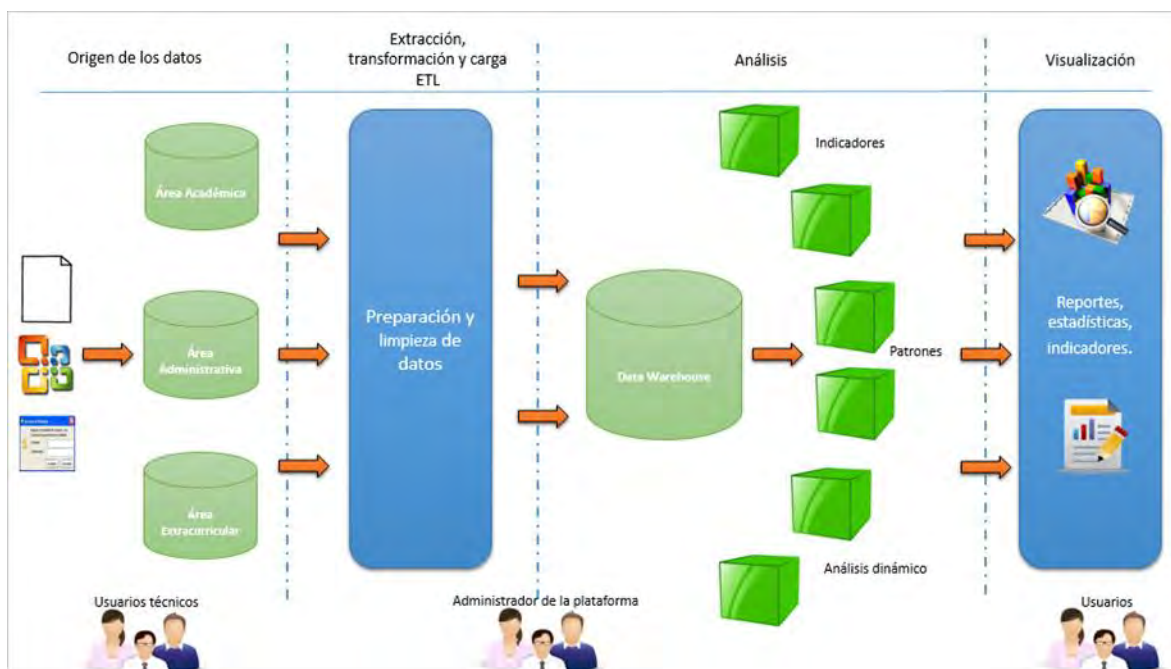 Origen de los datos
Extracción,
transformación y carga
ETL
Análisis
Visualización
Área Académica
Área
Administrativa
Área
Extracorricular
Preparación y
limpieza de
datos
Data Warehouse
Indicadores
Patrones
Análisis dinámico
Reportes,
estadísticas,
indicadores.
Usuarios técnicos
Administrador de la plataforma
Usuarios